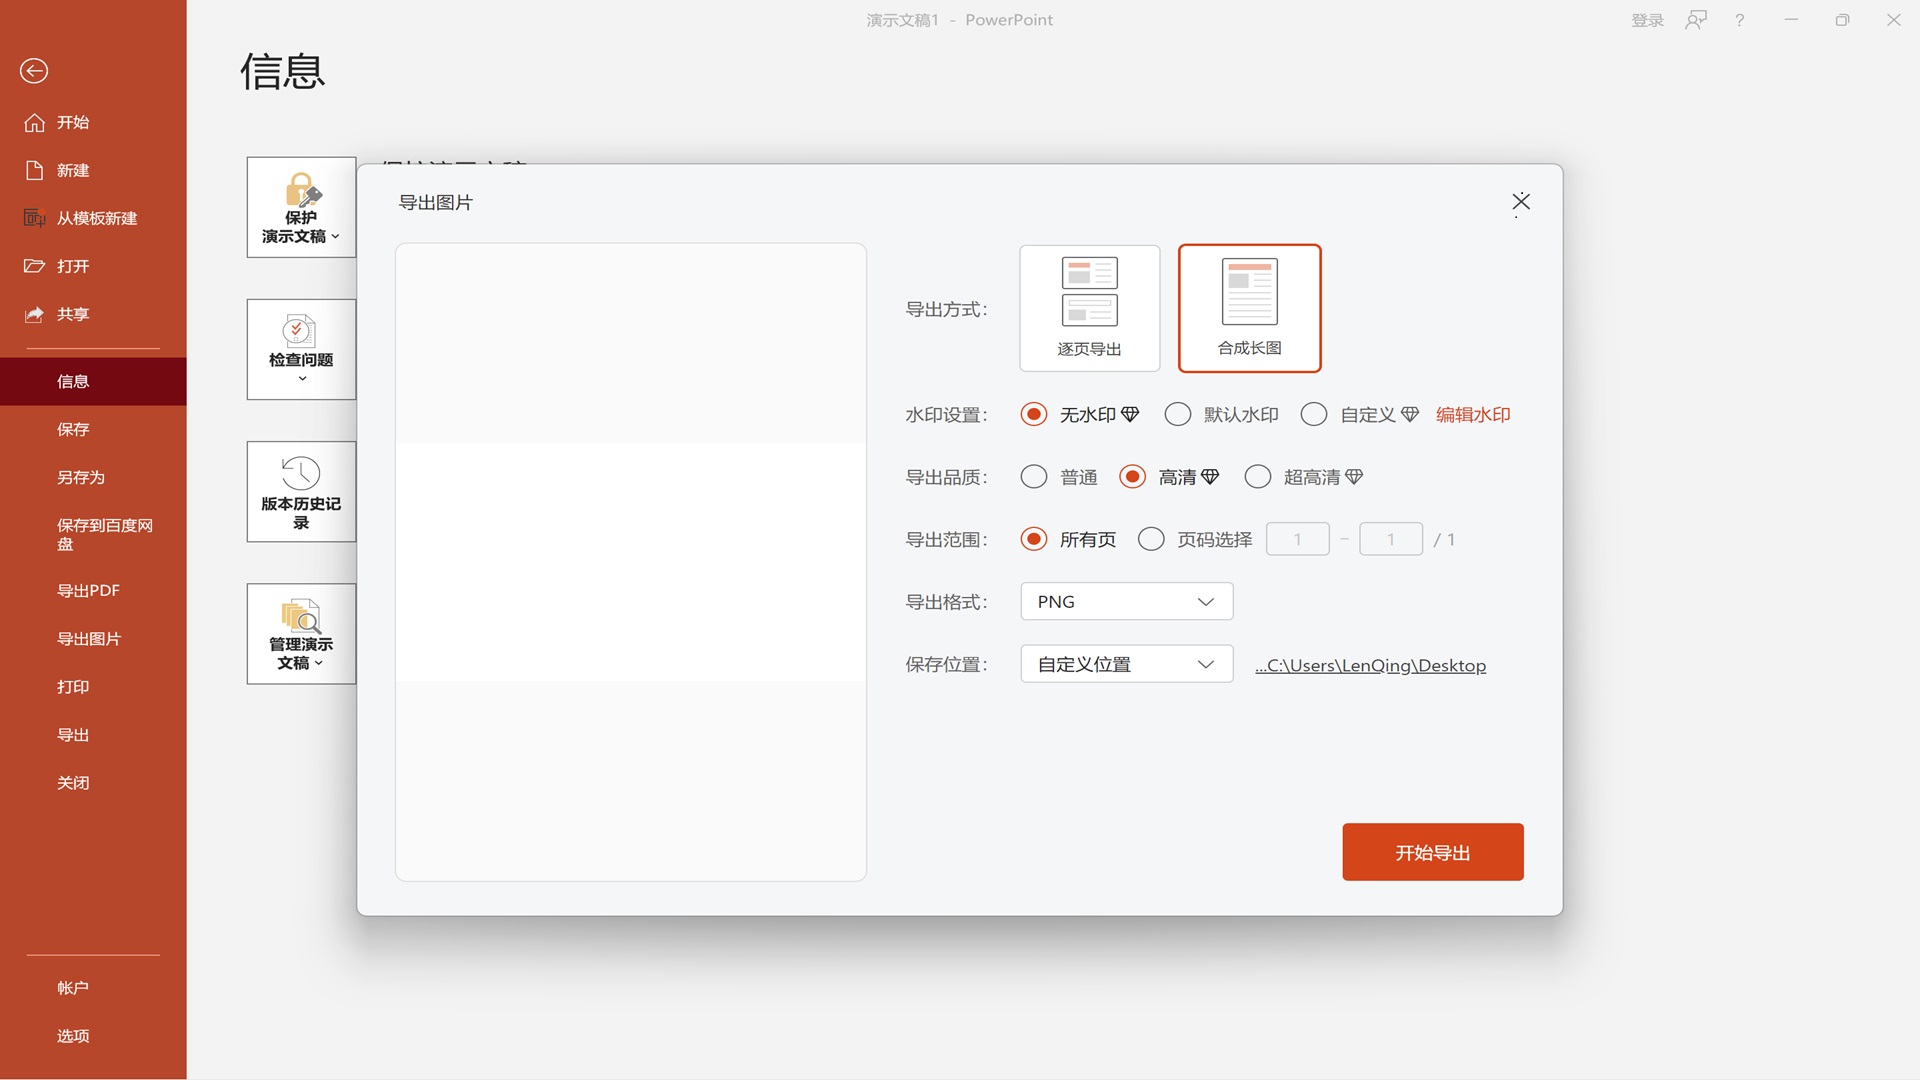 演示文稿1 - PowerPoint
登录
?
信息
开始
新建
从模板新建
打开
共享
信息
保存
另存为
保存到百度网
盘
导出PDF
导出图片
打印
导出
关闭
帐户
选项
保护
演示文稿
检查问题
版本历史记
录
管理演示
文稿
保护演示文稿
导出图片
导出方式：
逐页导出
合成长图
水印设置：
无水印
默认水印
自定义
编辑水印
导出品质：
普通
高清
超高清
导出范围：
所有页
页码选择
1 - 1 / 1
导出格式：
PNG
保存位置：
自定义位置
...C:\Users\LenQing\Desktop
开始导出